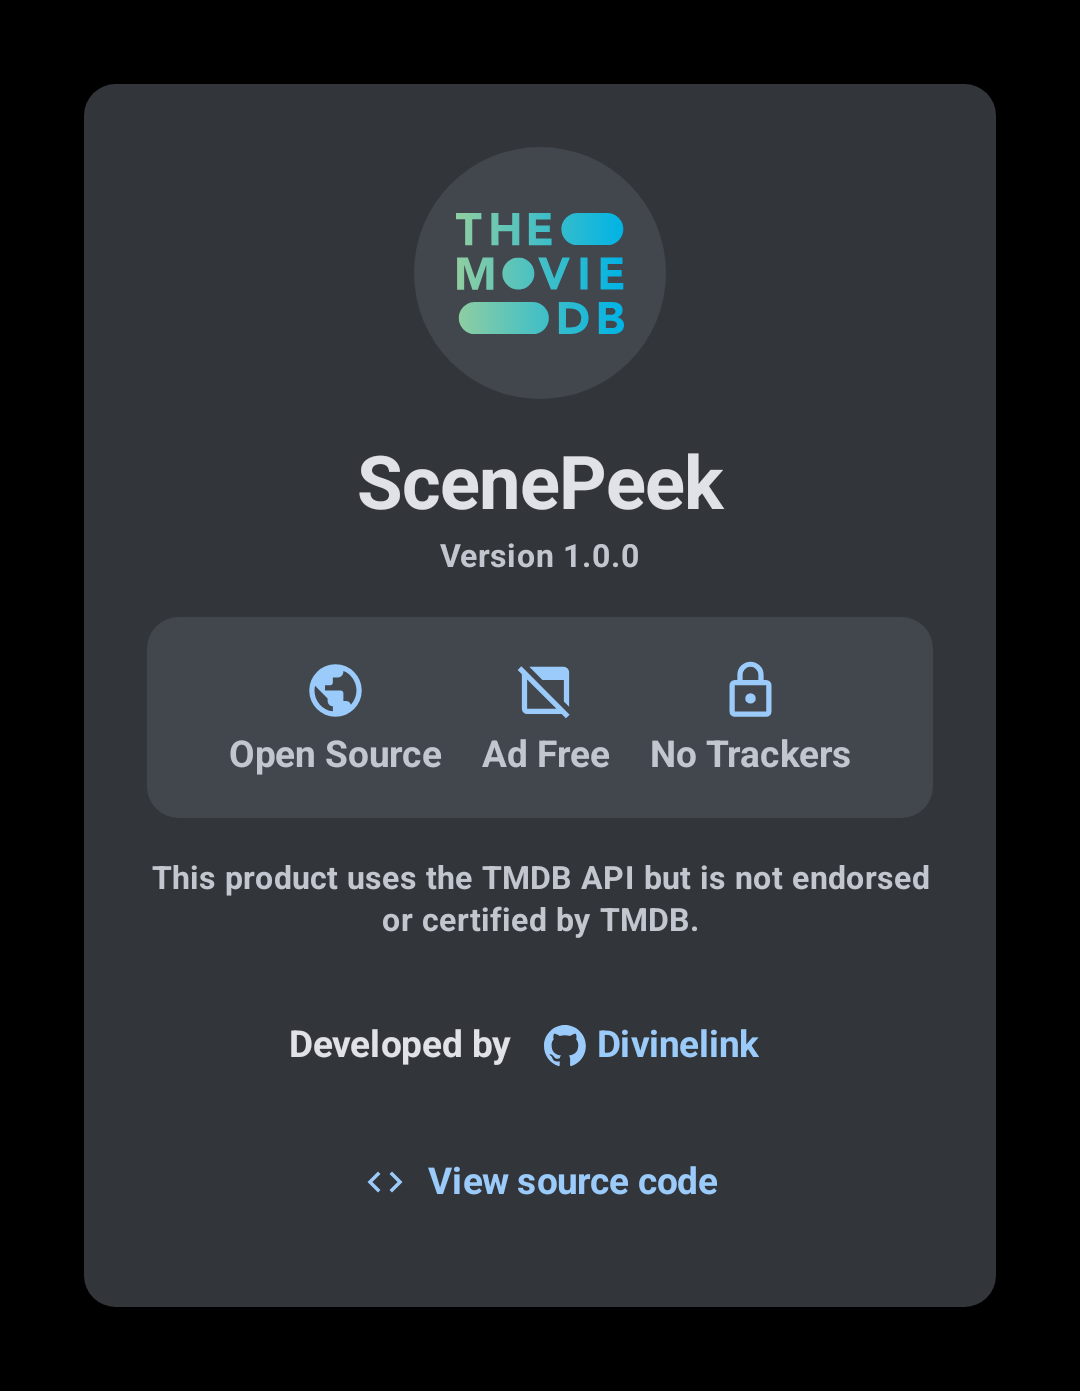 THE
MOVIE
DB
ScenePeek
Version 1.0.0
Open Source Ad Free No Trackers
This product uses the TMDB API but is not endorsed
or certified by TMDB.
Developed by Divinelink
View source code